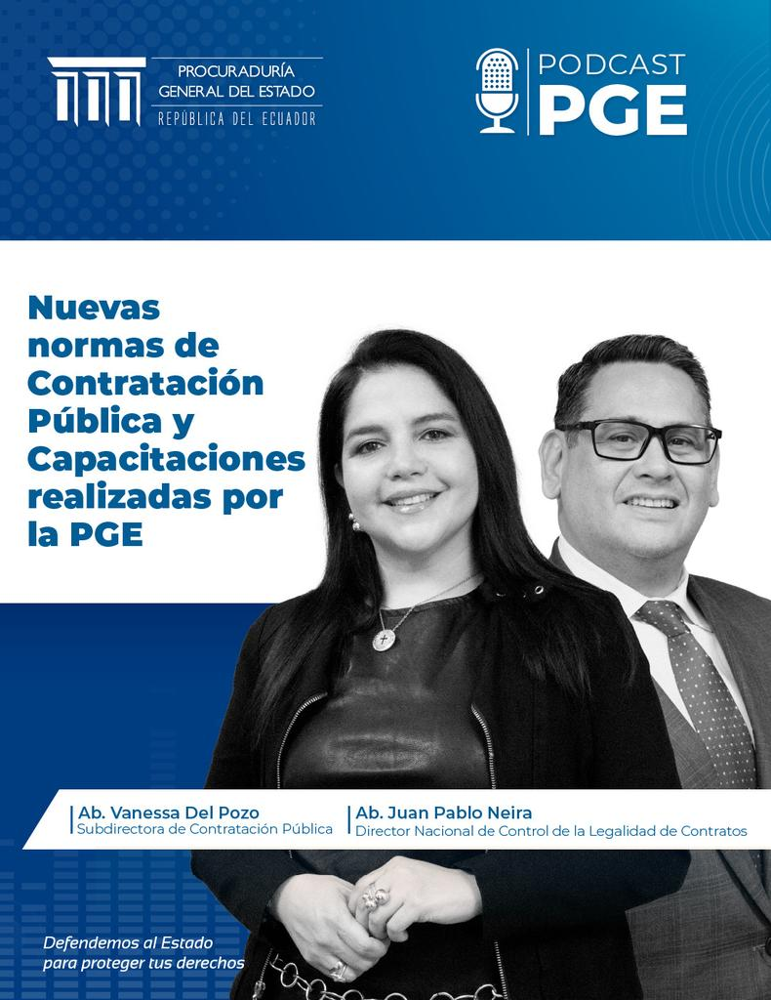 PROCURADURÍA
GENERAL DEL ESTADO
REPÚBLICA DEL ECUADOR
PODCAST
PGE
Nuevas
normas de
Contratación
Pública y
Capacitaciones
realizadas por
la PGE
Ab. Vanessa Del Pozo
Subdirectora de Contratación Pública
Ab. Juan Pablo Neira
Director Nacional de Control de la Legalidad de Contratos
Defendemos al Estado
para proteger tus derechos